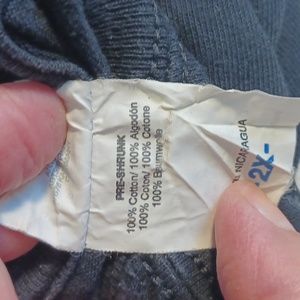 PRE-SHRUNK
100% Cotton/ 100% Algodón
100% Coton/ 100% Cotone
100% Baumwolle
NICARAGUA
2X-